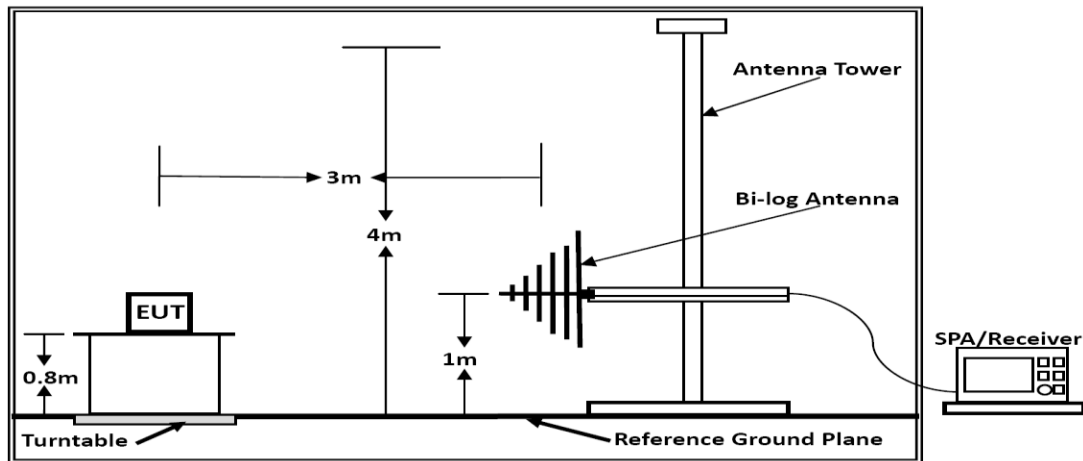 Antenna Tower
3m
Bi-log Antenna
4m
EUT
SPA/Receiver
1m
0.8m
Turntable
Reference Ground Plane